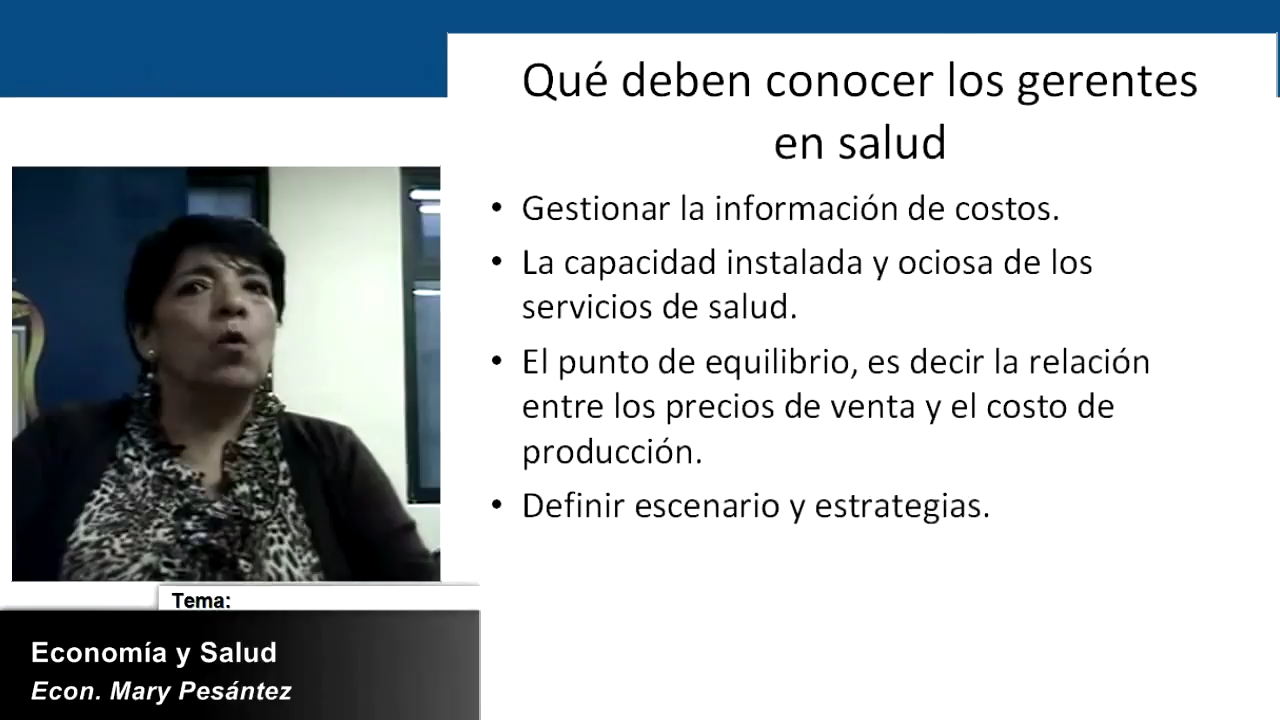 Qué deben conocer los gerentes
en salud
• Gestionar la información de costos.
• La capacidad instalada y ociosa de los
servicios de salud.
• El punto de equilibrio, es decir la relación
entre los precios de venta y el costo de
producción.
• Definir escenario y estrategias.
Tema:
Economía y Salud
Econ. Mary Pesántez